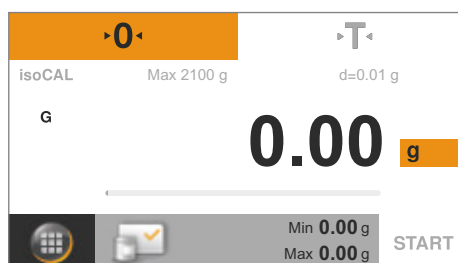 ▸0◂ ▸T◂
isoCAL Max 2100 g d=0.01 g
G
0.00 g
Min 0.00 g
Max 0.00 g
START